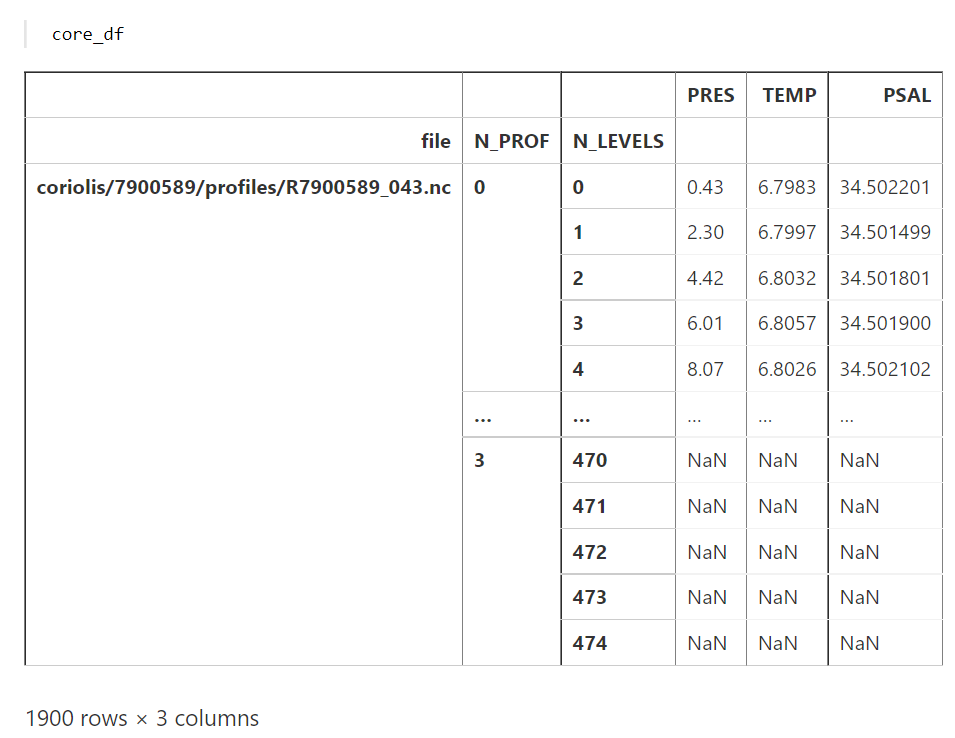 core_df
PRES TEMP PSAL
file N_PROF N_LEVELS
coriolis/7900589/profiles/R7900589_043.nc 0 0 0.43 6.7983 34.502201
1 2.30 6.7997 34.501499
2 4.42 6.8032 34.501801
3 6.01 6.8057 34.501900
4 8.07 6.8026 34.502102
... ... ... ... ...
3 470 NaN NaN NaN
471 NaN NaN NaN
472 NaN NaN NaN
473 NaN NaN NaN
474 NaN NaN NaN
1900 rows × 3 columns